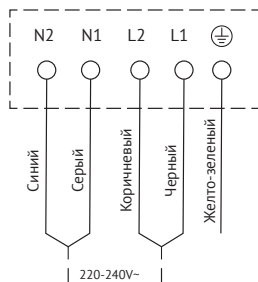 N2 N1 L2 L1
Синий
Серый
Коричневый
Черный
Желто-зеленый
220-240V~